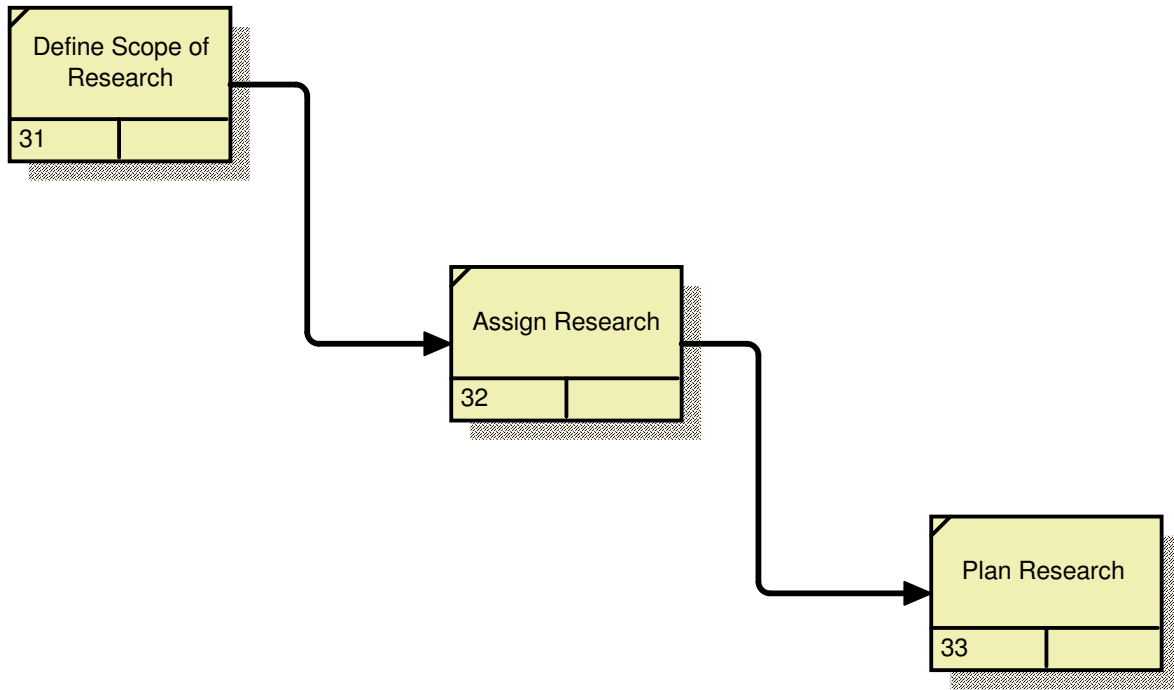 Define Scope of
Research
31
Assign Research
32
Plan Research
33